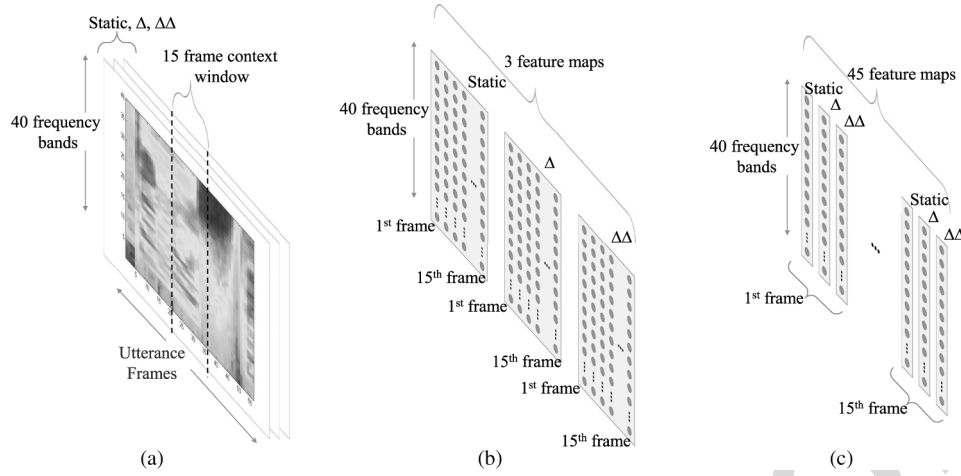 Static, Δ, ΔΔ
15 frame context
window
40 frequency
bands
Utterance
Frames
(a)
3 feature maps
Static
40 frequency
bands
Δ
1st frame
ΔΔ
15th frame
1st frame
15th frame
1st frame
15th frame
(b)
45 feature maps
Static
Δ
ΔΔ
40 frequency
bands
Static
Δ
ΔΔ
1st frame
15th frame
(c)